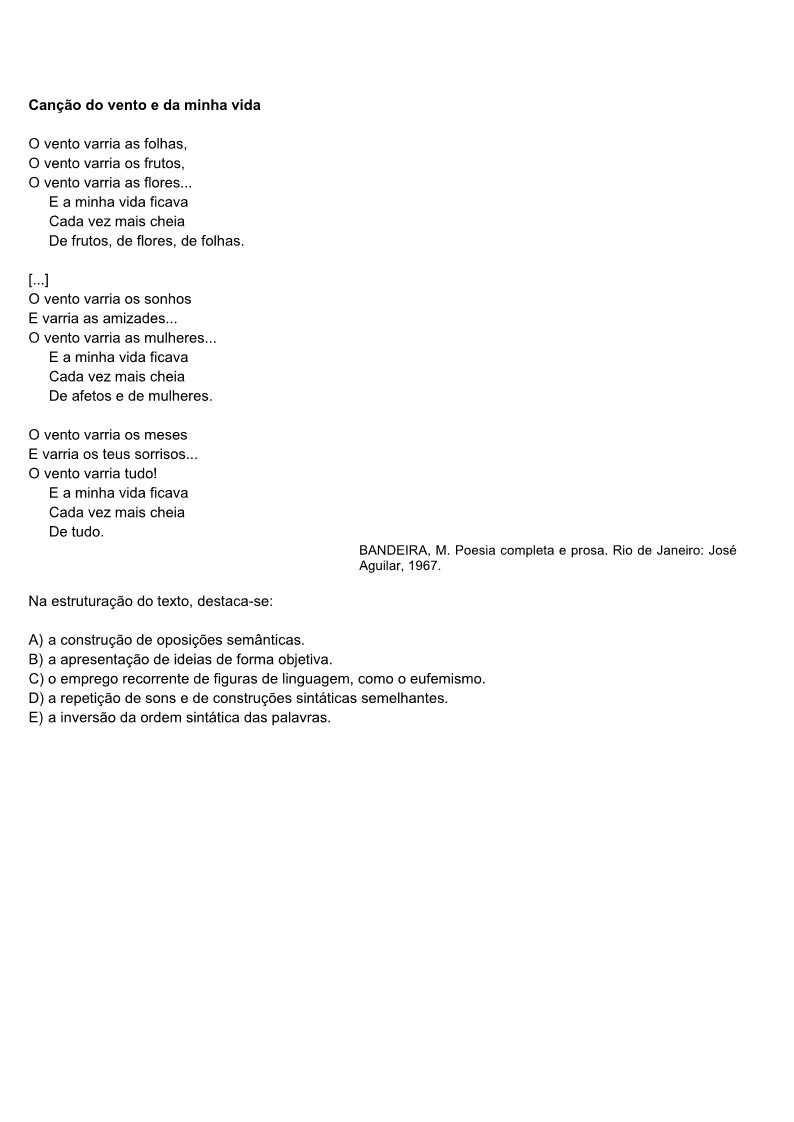 Canção do vento e da minha vida
O vento varria as folhas,
O vento varria os frutos,
O vento varria as flores...
E a minha vida ficava
Cada vez mais cheia
De frutos, de flores, de folhas.
[...]
O vento varria os sonhos
E varria as amizades...
O vento varria as mulheres...
E a minha vida ficava
Cada vez mais cheia
De afetos e de mulheres.
O vento varria os meses
E varria os teus sorrisos...
O vento varria tudo!
E a minha vida ficava
Cada vez mais cheia
De tudo.
BANDEIRA, M. Poesia completa e prosa. Rio de Janeiro: José
Aguilar, 1967.
Na estruturação do texto, destaca-se:
A) a construção de oposições semânticas.
B) a apresentação de ideias de forma objetiva.
C) o emprego recorrente de figuras de linguagem, como o eufemismo.
D) a repetição de sons e de construções sintáticas semelhantes.
E) a inversão da ordem sintática das palavras.